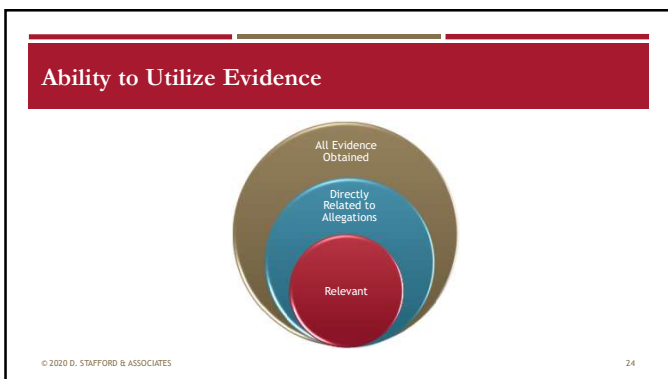 Ability to Utilize Evidence
All Evidence
Obtained
Directly
Related to
Allegations
Relevant
© 2020 D. STAFFORD & ASSOCIATES
24